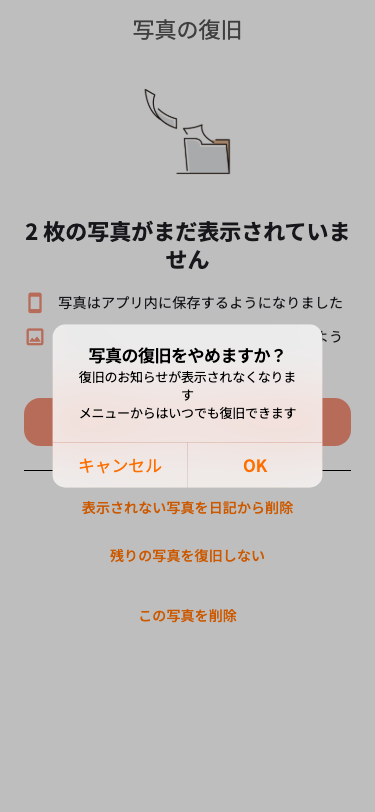 写真の復旧
2 枚の写真がまだ表示されていま
せん
写真はアプリ内に保存するようになりました
よう
写真の復旧をやめますか？
復旧のお知らせが表示されなくなりま
す
メニューからはいつでも復旧できます
キャンセル
OK
表示されない写真を日記から削除
残りの写真を復旧しない
この写真を削除